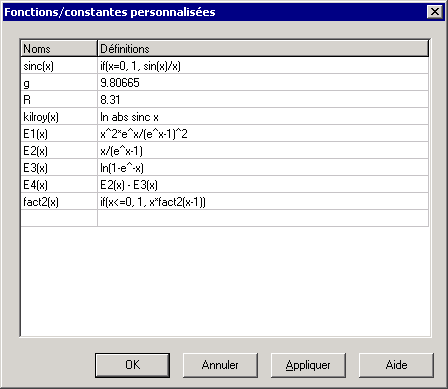 Fonctions/constantes personnalisées
Noms Définitions
sinc(x) if(x=0, 1, sin(x)/x)
g 9.80665
R 8.31
kilroy(x) ln abs sinc x
E1(x) x^2*e^x/(e^x-1)^2
E2(x) x/(e^x-1)
E3(x) ln(1-e^-x)
E4(x) E2(x) - E3(x)
fact2(x) if(x<=0, 1, x*fact2(x-1))
OK Annuler Appliquer Aide